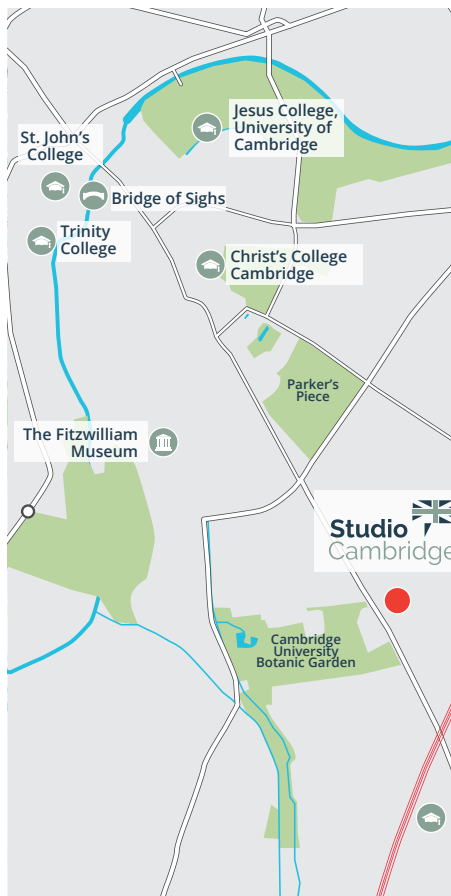 Jesus College,
University of
Cambridge
St. John's
College
Bridge of Sighs
Trinity
College
Christ's College
Cambridge
Parker's
Piece
The Fitzwilliam
Museum
Studio
Cambridge
Cambridge
University
Botanic Garden